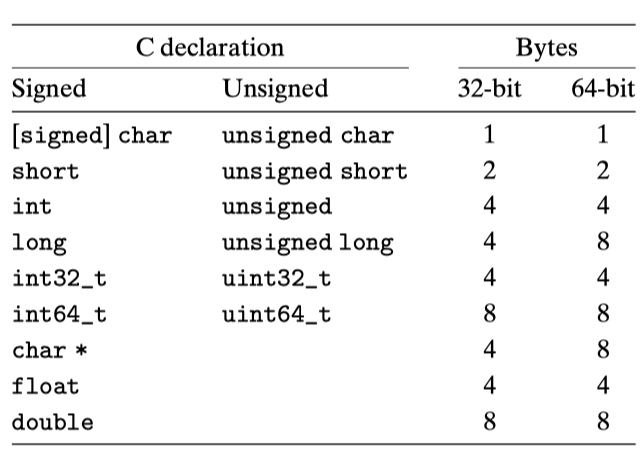 C declaration Bytes
Signed Unsigned 32-bit 64-bit
[signed] char unsigned char 1 1
short unsigned short 2 2
int unsigned 4 4
long unsigned long 4 8
int32_t uint32_t 4 4
int64_t uint64_t 8 8
char * 4 8
float 4 4
double 8 8